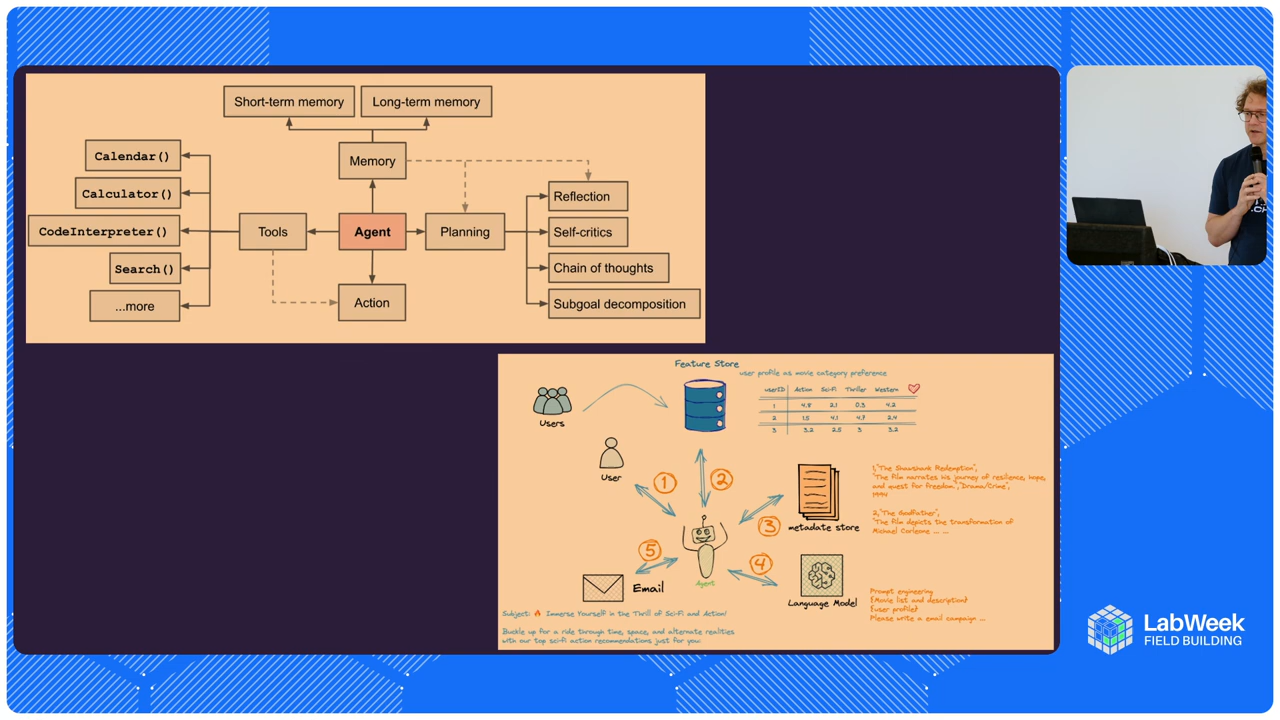 Short-term memory
Long-term memory
Memory
Calendar()
Calculator()
CodeInterpreter()
Search()
...more
Tools
Agent
Planning
Action
Reflection
Self-critics
Chain of thoughts
Subgoal decomposition
Feature Store
user profile as movie category preference
userID Action Sci-Fi Thriller Western
1 4.8 2.1 0.3 4.2
2 1.5 4.1 4.7 2.4
3 3.2 2.5 3 3.2
Users
User
1
2
3
4
5
metadate store
1,"The Shawshank Redemption",
"The film narrates his journey of resilience, hope,
and quest for freedom.","Drama/Crime",
1994
2,"The Godfather",
"The film depicts the transformation of
Michael Corleone ... ...
Agent
Email
Language Model
Prompt engineering
{Movie list and description}
{user profile}
Please write a email campaign ...
Subject: 🔥 Immerse Yourself in the Thrill of Sci-Fi and Action!
Buckle up for a ride through time, space, and alternate realities
with our top sci-fi action recommendations just for you.
LabWeek
FIELD BUILDING